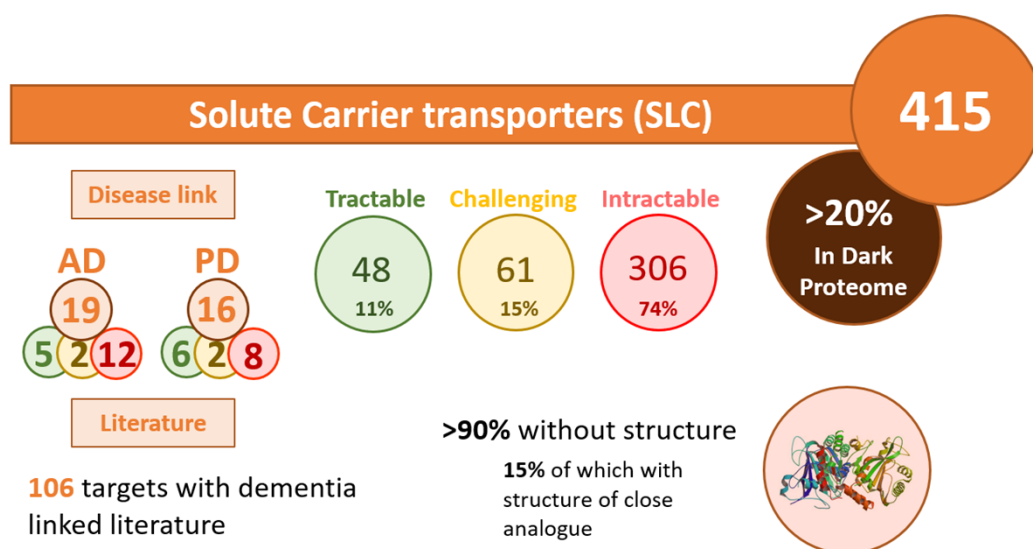 Solute Carrier transporters (SLC)
415
Disease link
AD
19
5 2 12
PD
16
6 2 8
Literature
106 targets with dementia
linked literature
Tractable
48
11%
Challenging
61
15%
Intractable
306
74%
>20%
In Dark
Proteome
>90% without structure
15% of which with
structure of close
analogue